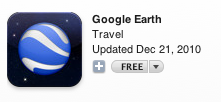 Google Earth
Travel
Updated Dec 21, 2010
FREE